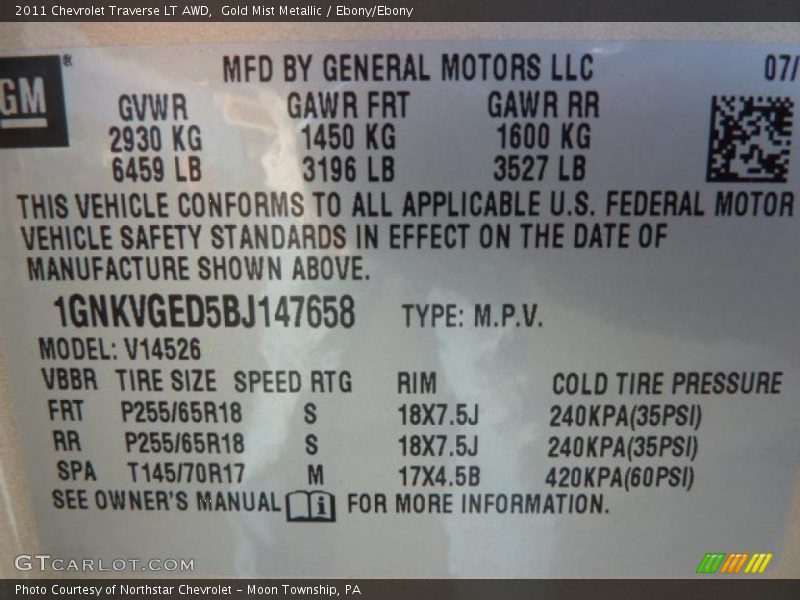 2011 Chevrolet Traverse LT AWD, Gold Mist Metallic / Ebony/Ebony
GM ®
MFD BY GENERAL MOTORS LLC 07/
GVWR GAWR FRT GAWR RR
2930 KG 1450 KG 1600 KG
6459 LB 3196 LB 3527 LB
THIS VEHICLE CONFORMS TO ALL APPLICABLE U.S. FEDERAL MOTOR
VEHICLE SAFETY STANDARDS IN EFFECT ON THE DATE OF
MANUFACTURE SHOWN ABOVE.
1GNKVGED5BJ147658 TYPE: M.P.V.
MODEL: V14526
VBBR TIRE SIZE SPEED RTG RIM COLD TIRE PRESSURE
FRT P255/65R18 S 18X7.5J 240KPA(35PSI)
RR P255/65R18 S 18X7.5J 240KPA(35PSI)
SPA T145/70R17 M 17X4.5B 420KPA(60PSI)
SEE OWNER'S MANUAL FOR MORE INFORMATION.
GTCARLOT.COM
Photo Courtesy of Northstar Chevrolet - Moon Township, PA